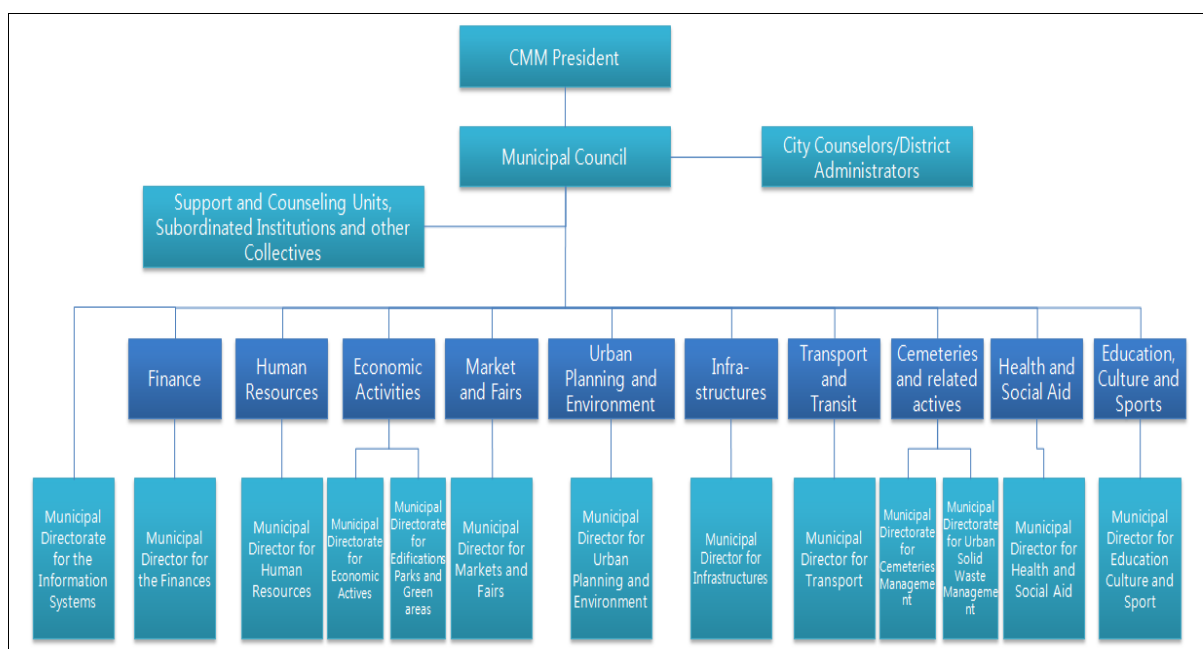 CMM President
Municipal Council
City Counselors/District
Administrators
Support and Counseling Units,
Subordinated Institutions and other
Collectives
Finance
Human
Resources
Economic
Activities
Market
and Fairs
Urban
Planning and
Environment
Infra-
structures
Transport
and
Transit
Cemeteries
and related
actives
Health and
Social Aid
Education,
Culture and
Sports
Municipal
Directorate
for the
Information
Systems
Municipal
Director for
the Finances
Municipal
Director for
Human
Resources
Municipal
Directorate
for
Economic
Actives
Municipal
Directorate
for
Edifications
Parks and
Green
areas
Municipal
Director for
Markets and
Fairs
Municipal
Director for
Urban
Planning and
Environment
Municipal
Director for
Infrastructures
Municipal
Director for
Transport
Municipal
Directorate
for
Cemeteries
Manageme
nt
Municipal
Directorate
for Urban
Solid
Waste
Manageme
nt
Municipal
Director for
Health and
Social Aid
Municipal
Director for
Education
Culture and
Sport